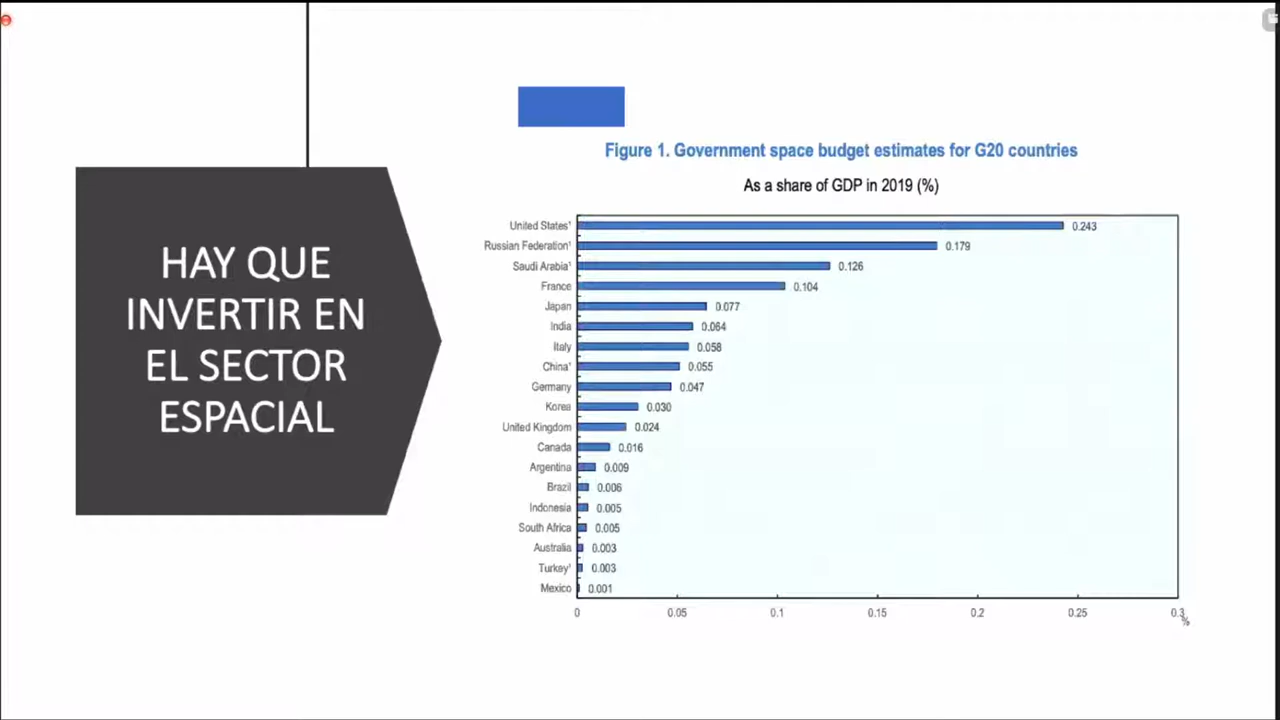 HAY QUE
INVERTIR EN
EL SECTOR
ESPACIAL
Figure 1. Government space budget estimates for G20 countries
As a share of GDP in 2019 (%)
United States¹ 0.243
Russian Federation¹ 0.179
Saudi Arabia¹ 0.126
France 0.104
Japan 0.077
India 0.064
Italy 0.058
China¹ 0.055
Germany 0.047
Korea 0.030
United Kingdom 0.024
Canada 0.016
Argentina 0.009
Brazil 0.006
Indonesia 0.005
South Africa 0.005
Australia 0.003
Turkey¹ 0.003
Mexico 0.001
0 0.05 0.1 0.15 0.2 0.25 0.3
%